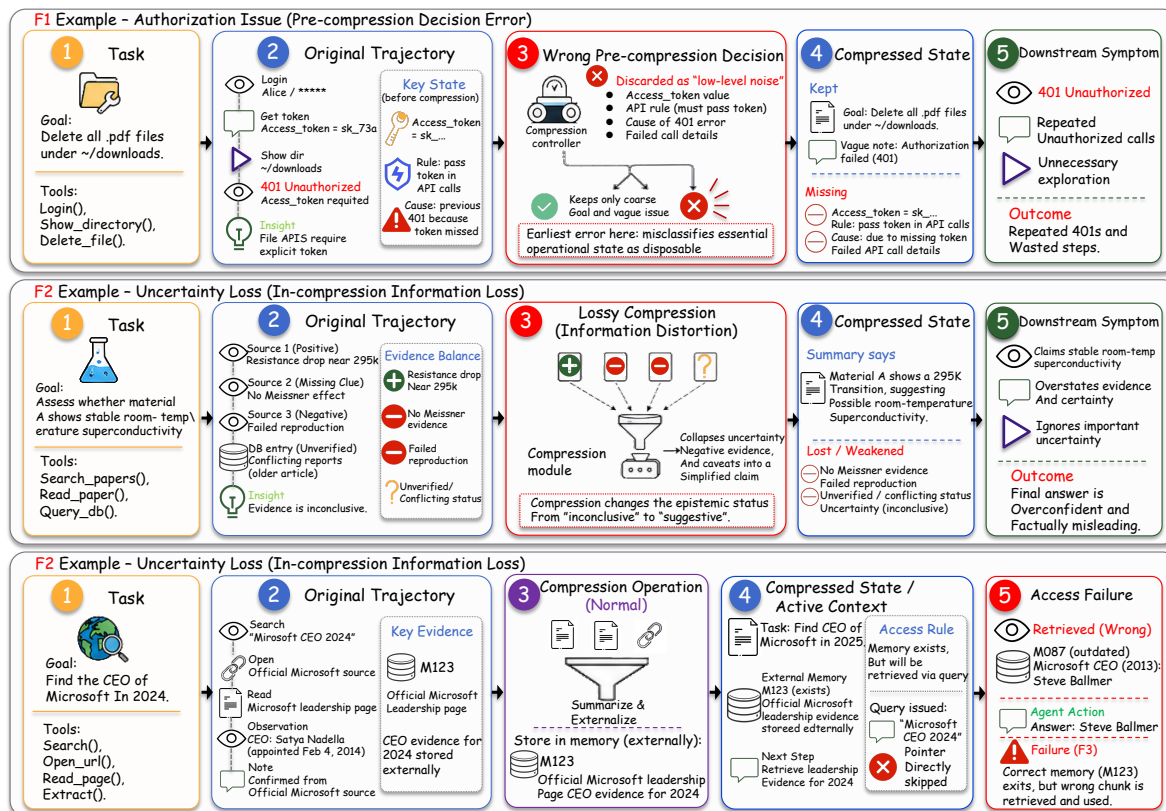 F1 Example – Authorization Issue (Pre-compression Decision Error)
1
Task
Goal:
Delete all .pdf files
under ~/downloads.
Tools:
Login(),
Show_directory(),
Delete_file().
2
Original Trajectory
Login
Alice / *****
Get token
Access_token = sk_73a
Show dir
~/downloads
401 Unauthorized
Acess_token requited
Insight
File APIS require
explicit token
Key State
(before compression)
Access_token
= sk_...
Rule: pass
token in
API calls
Cause: previous
401 because
token missed
3
Wrong Pre-compression Decision
Compression
controller
Discarded as "low-level noise"
● Access_token value
● API rule (must pass token)
● Cause of 401 error
● Failed call details
Keeps only coarse
Goal and vague issue
Earliest error here: misclassifies essential
operational state as disposable
4
Compressed State
Kept
Goal: Delete all .pdf files
under ~/downloads.
Vague note: Authorization
failed (401)
Missing
Access_token = sk_...
Rule: pass token in API calls
Cause: due to missing token
Failed API call details
5
Downstream Symptom
401 Unauthorized
Repeated
Unauthorized calls
Unnecessary
exploration
Outcome
Repeated 401s and
Wasted steps.
F2 Example – Uncertainty Loss (In-compression Information Loss)
1
Task
Goal:
Assess whether material
A shows stable room- temp\
erature superconductivity
Tools:
Search_papers(),
Read_paper(),
Query_db().
2
Original Trajectory
Source 1 (Positive)
Resistance drop near 295k
Source 2 (Missing Clue)
No Meissner effect
Source 3 (Negative)
Failed reproduction
DB entry (Unverified)
Conflicting reports
(older article)
Insight
Evidence is inconclusive.
Evidence Balance
Resistance drop
Near 295k
No Meissner
evidence
Failed
reproduction
?
Unverified/
Conflicting status
3
Lossy Compression
(Information Distortion)
?
Compression
module
Collapses uncertainty
Negative evidence,
And caveats into a
Simplified claim
Compression changes the epistemic status
From "inconclusive" to "suggestive".
4
Compressed State
Summary says
Material A shows a 295K
Transition, suggesting
Possible room-temperature
Superconductivity.
Lost / Weakened
No Meissner evidence
Failed reproduction
Unverified / conflicting status
Uncertainty (inconclusive)
5
Downstream Symptom
Claims stable room-temp
superconductivity
Overstates evidence
And certainty
Ignores important
uncertainty
Outcome
Final answer is
Overconfident and
Factually misleading.
F2 Example – Uncertainty Loss (In-compression Information Loss)
1
Task
Goal:
Find the CEO of
Microsoft In 2024.
Tools:
Search(),
Open_url(),
Read_page(),
Extract().
2
Original Trajectory
Search
"Mirosoft CEO 2024"
Open
Official Microsoft source
Read
Microsoft leadership page
Observation
CEO: Satya Nadella
(appointed Feb 4, 2014)
Note
Confirmed from
Official Microsoft source
Key Evidence
M123
Official Microsoft
Leadership page
CEO evidence for
2024 stored
externally
3
Compression Operation
(Normal)
Summarize &
Externalize
Store in memory (externally):
M123
Official Microsoft leadership
Page CEO evidence for 2024
4
Compressed State /
Active Context
Task: Find CEO of
Microsoft in 2025.
External Memory
M123 (exists)
Official Microsoft
leadership evidence
storeed edternally
Next Step
Retrieve leadership
Evidence for 2024
Access Rule
Memory exists,
But will be
retrieved via query
Query issued:
"Microsoft
CEO 2024"
Pointer
Directly
skipped
5
Access Failure
Retrieved (Wrong)
M087 (outdated)
Microsoft CEO (2013):
Steve Ballmer
Agent Action
Answer: Steve Ballmer
Failure (F3)
Correct memory (M123)
exits, but wrong chunk is
retrieved and used.